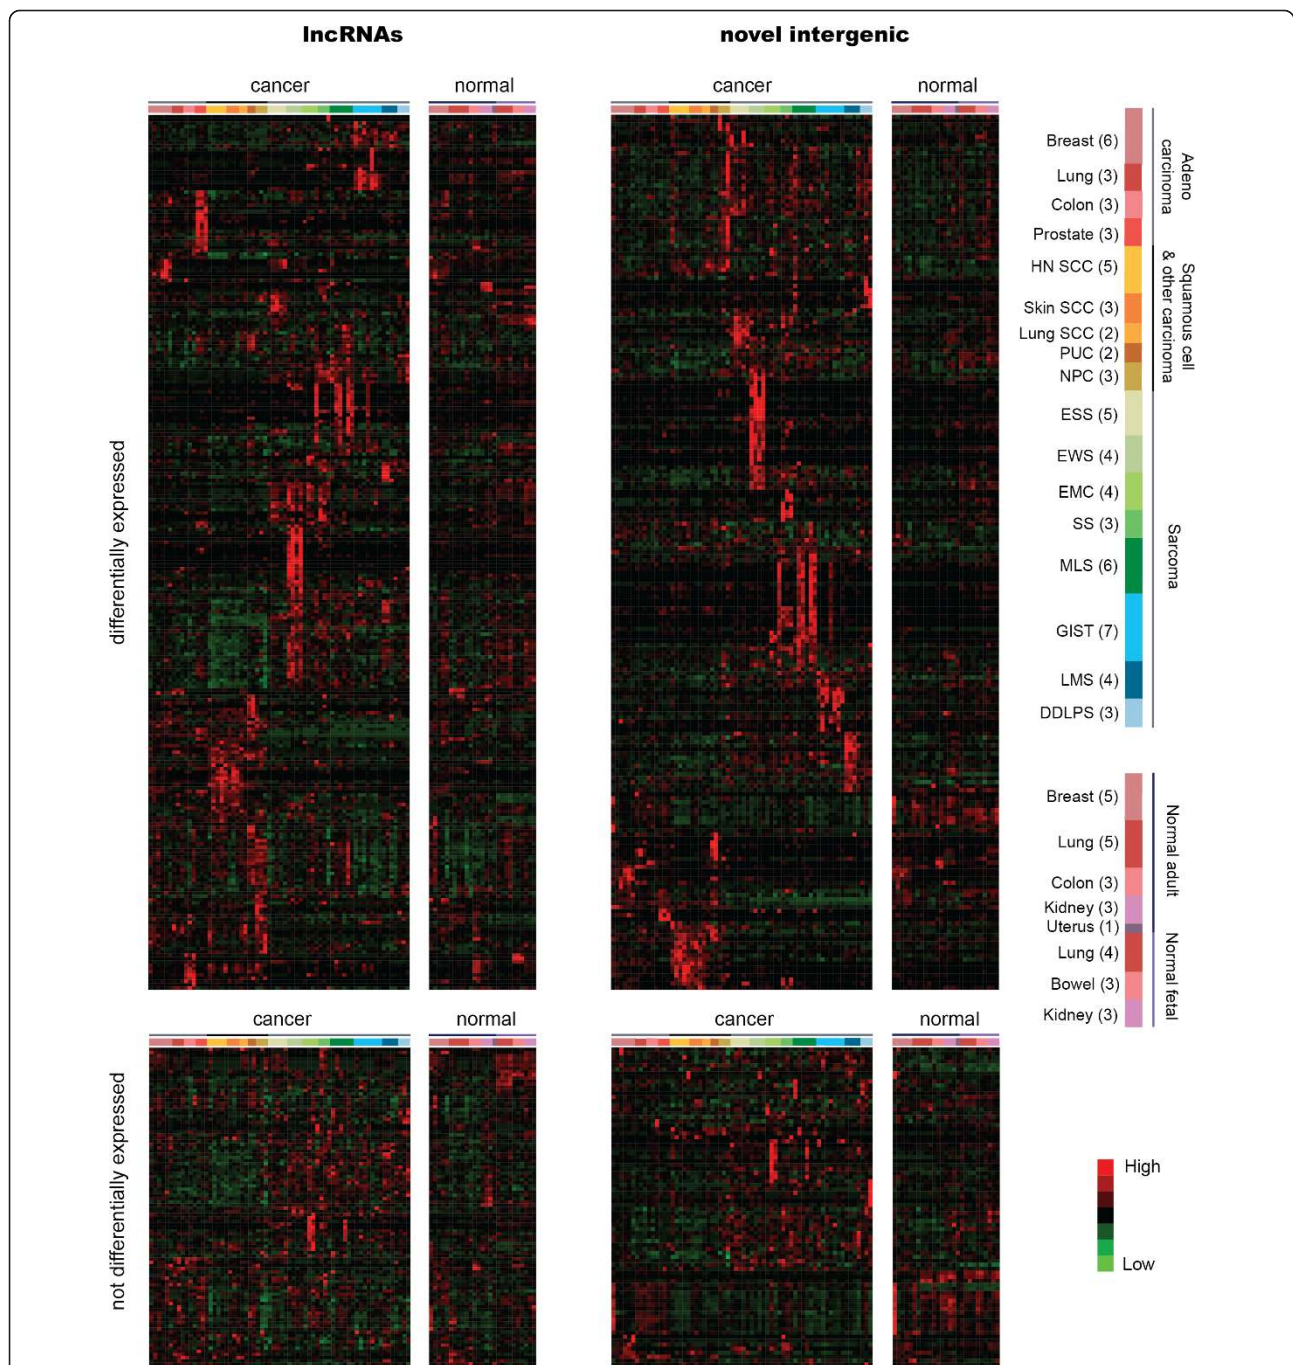 lncRNAs
novel intergenic
cancer
normal
cancer
normal
differentially expressed
Breast (6)
Lung (3)
Colon (3)
Prostate (3)
HN SCC (5)
Skin SCC (3)
Lung SCC (2)
PUC (2)
NPC (3)
ESS (5)
EWS (4)
EMC (4)
SS (3)
MLS (6)
GIST (7)
LMS (4)
DDLPS (3)
Adeno
carcinoma
Squamous cell
& other carcinoma
Sarcoma
Breast (5)
Lung (5)
Colon (3)
Kidney (3)
Uterus (1)
Lung (4)
Bowel (3)
Kidney (3)
Normal adult
Normal fetal
cancer
normal
cancer
normal
not differentially expressed
High
Low